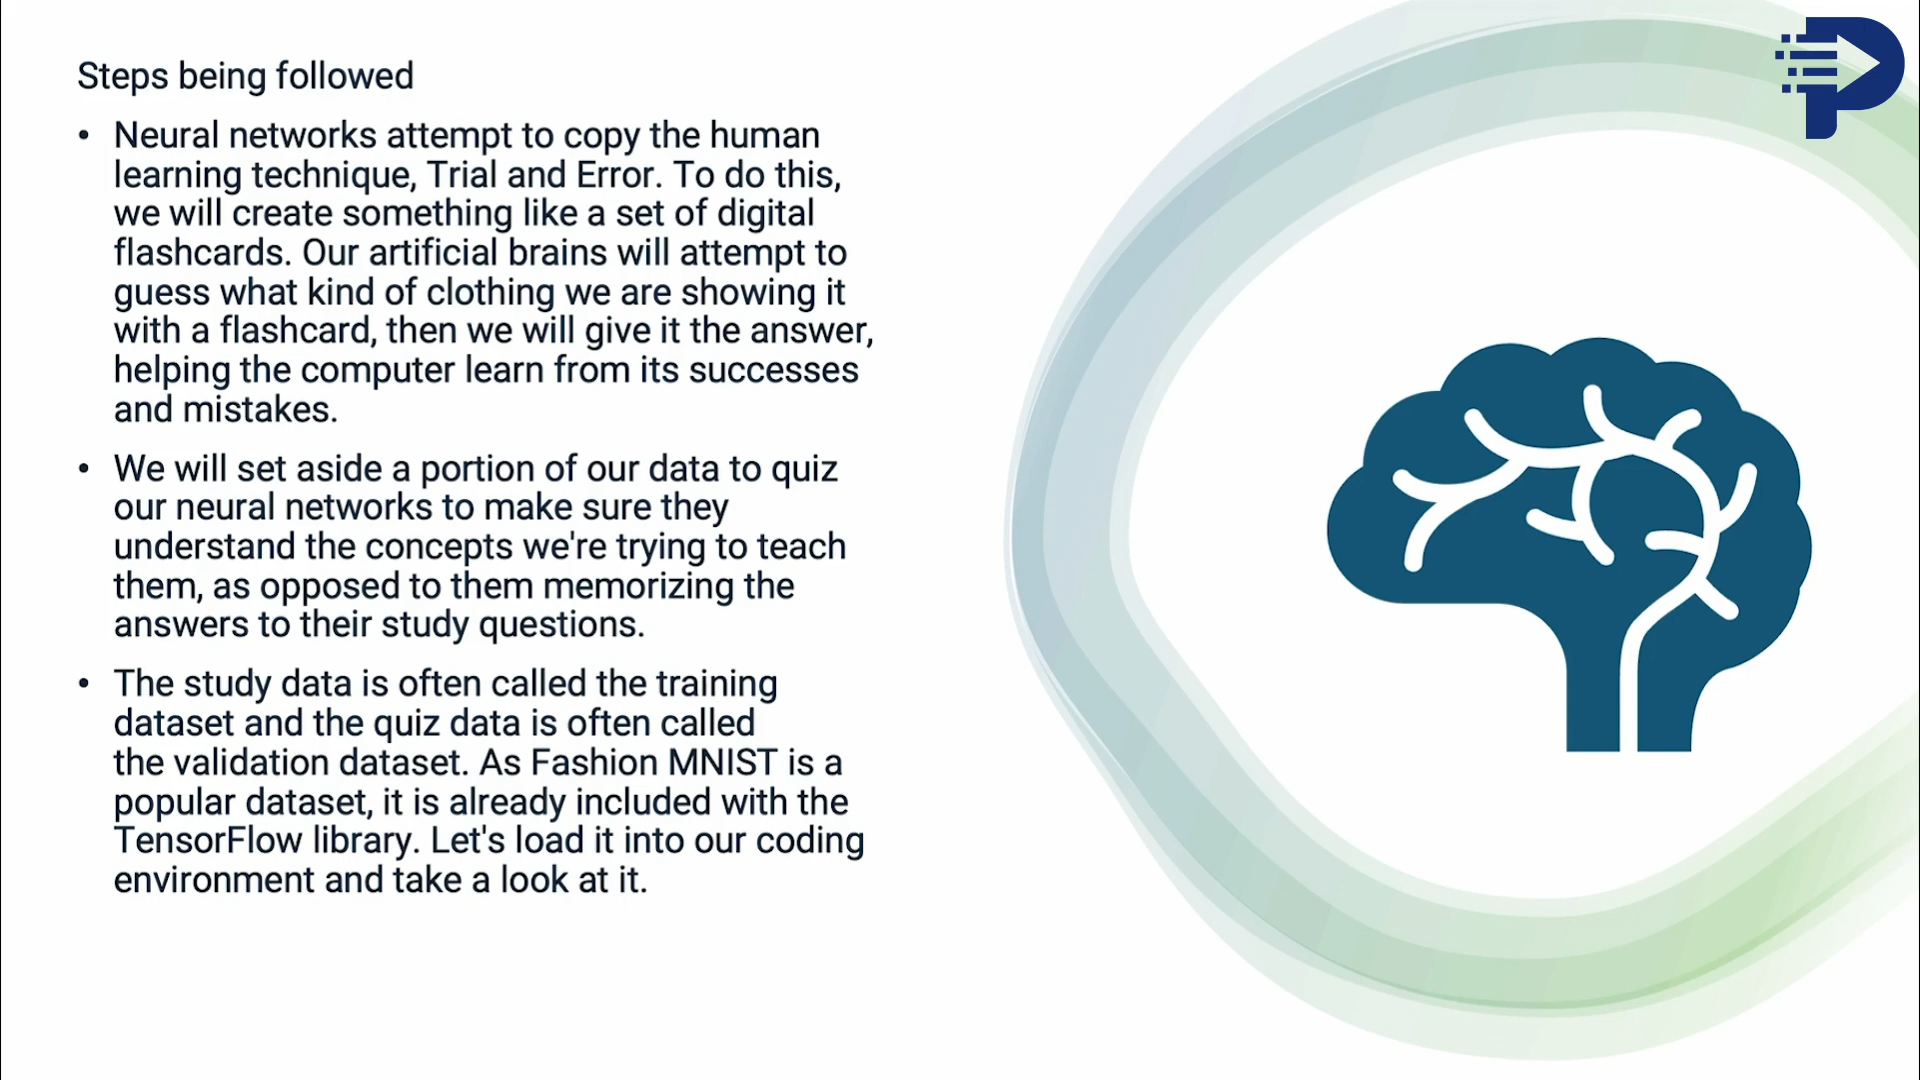 Steps being followed
• Neural networks attempt to copy the human
learning technique, Trial and Error. To do this,
we will create something like a set of digital
flashcards. Our artificial brains will attempt to
guess what kind of clothing we are showing it
with a flashcard, then we will give it the answer,
helping the computer learn from its successes
and mistakes.
• We will set aside a portion of our data to quiz
our neural networks to make sure they
understand the concepts we're trying to teach
them, as opposed to them memorizing the
answers to their study questions.
• The study data is often called the training
dataset and the quiz data is often called
the validation dataset. As Fashion MNIST is a
popular dataset, it is already included with the
TensorFlow library. Let's load it into our coding
environment and take a look at it.